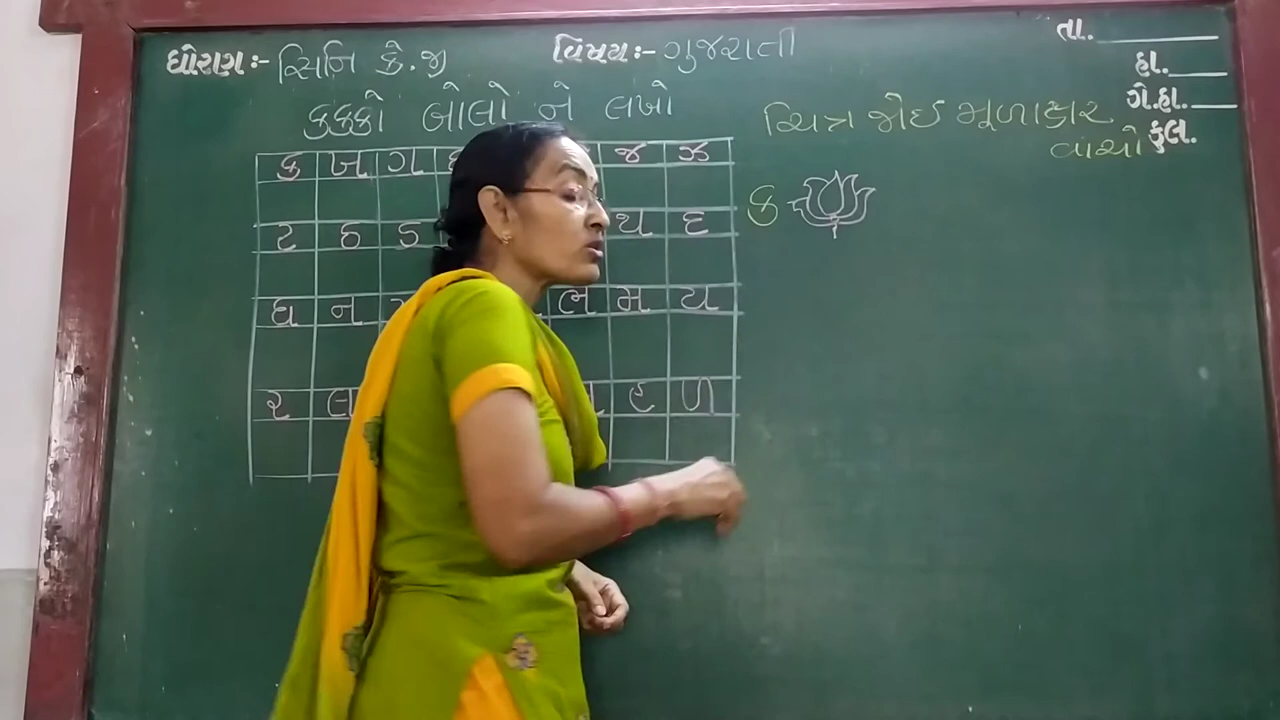 ધોરણઃ- સિનિ કે.જી
વિષયઃ- ગુજરાતી
તા.
હા.
ગે.હા.
કુલ.
કક્કો બોલો ને લખો
ચિત્ર જોઈ મૂળાક્ષર
વાચો
ક ખ ગ જ ઝ
ટ ઠ ડ થ દ
ધ ન ભ મ ય
ર લ હ ળ
ક